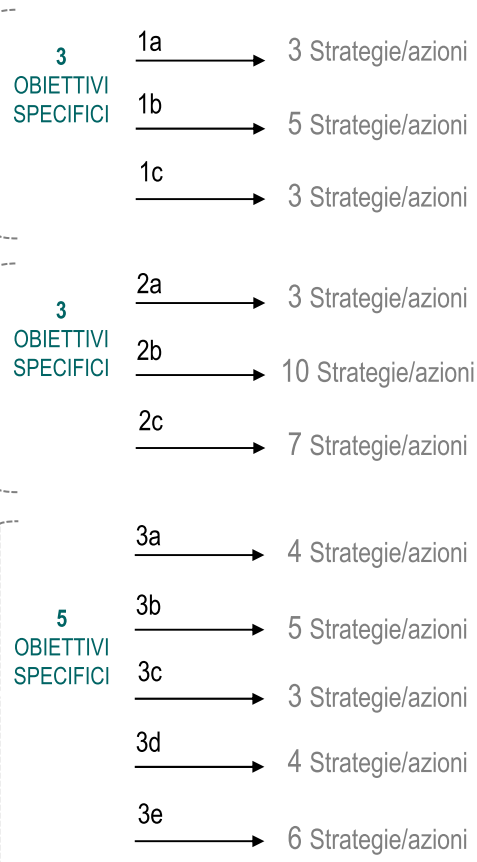 3
OBIETTIVI
SPECIFICI
1a
3 Strategie/azioni
1b
5 Strategie/azioni
1c
3 Strategie/azioni
3
OBIETTIVI
SPECIFICI
2a
3 Strategie/azioni
2b
10 Strategie/azioni
2c
7 Strategie/azioni
5
OBIETTIVI
SPECIFICI
3a
4 Strategie/azioni
3b
5 Strategie/azioni
3c
3 Strategie/azioni
3d
4 Strategie/azioni
3e
6 Strategie/azioni